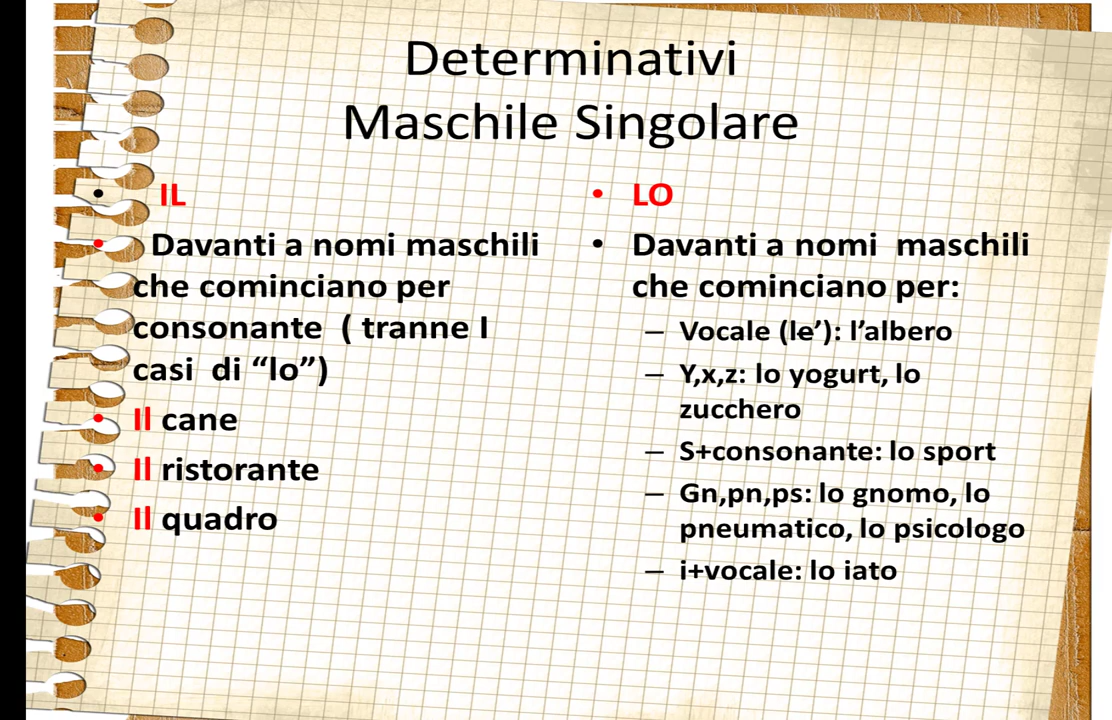 Determinativi
Maschile Singolare
• IL
• Davanti a nomi maschili
che cominciano per
consonante ( tranne I
casi di “lo”)
• Il cane
• Il ristorante
• Il quadro
• LO
• Davanti a nomi maschili
che cominciano per:
– Vocale (le’): l’albero
– Y,x,z: lo yogurt, lo
zucchero
– S+consonante: lo sport
– Gn,pn,ps: lo gnomo, lo
pneumatico, lo psicologo
– i+vocale: lo iato